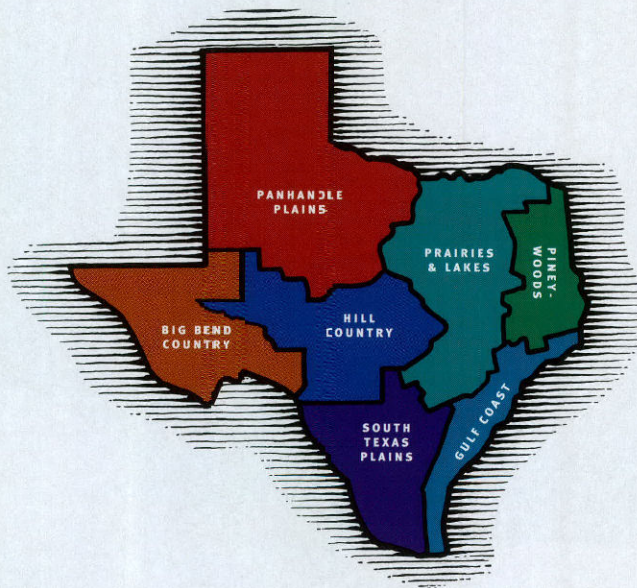 PANHANDLE
PLAINS
PRAIRIES
& LAKES
PINEY-
WOODS
HILL
COUNTRY
BIG BEND
COUNTRY
GULF COAST
SOUTH
TEXAS
PLAINS